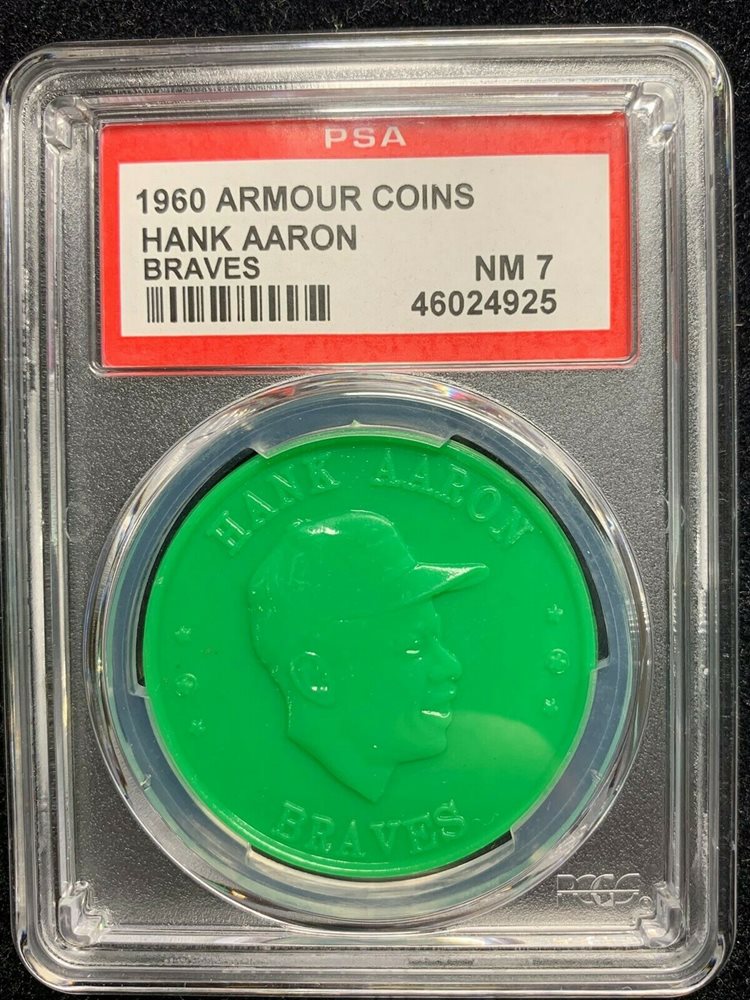 PSA
1960 ARMOUR COINS
HANK AARON
BRAVES NM 7
46024925
HANK AARON
BRAVES
PCGS